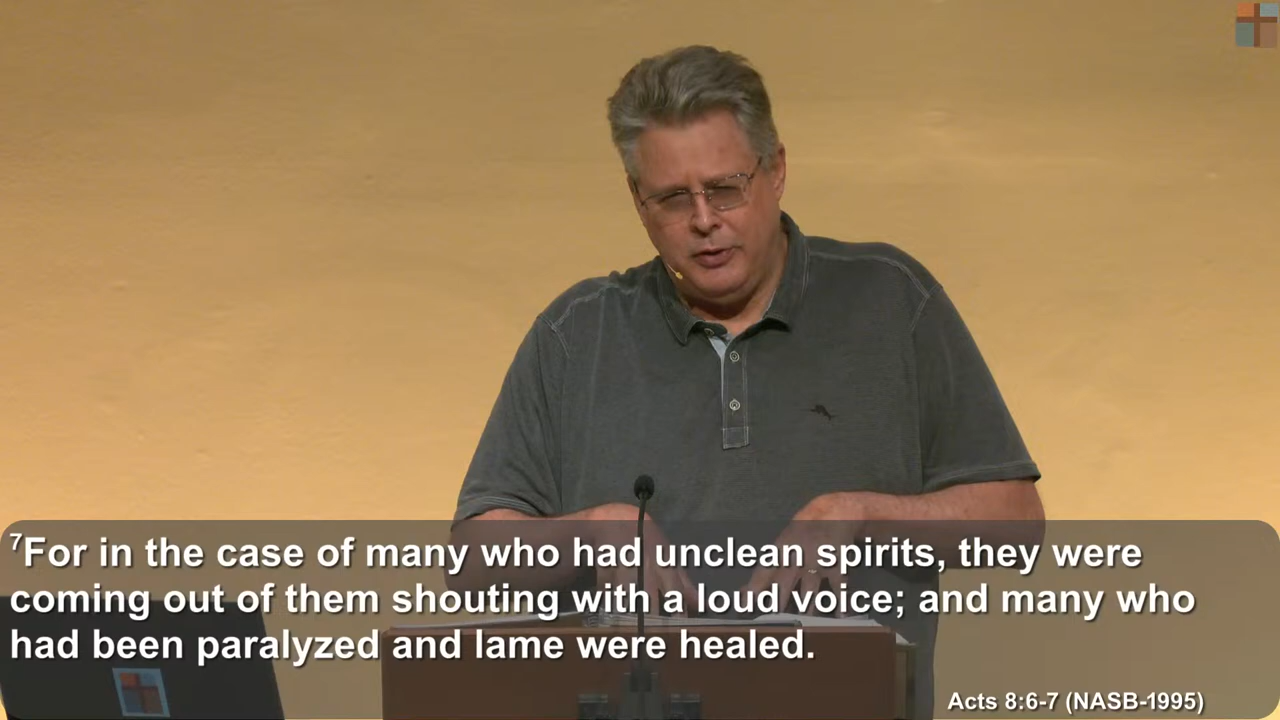 ⁷For in the case of many who had unclean spirits, they were
coming out of them shouting with a loud voice; and many who
had been paralyzed and lame were healed.
Acts 8:6-7 (NASB-1995)